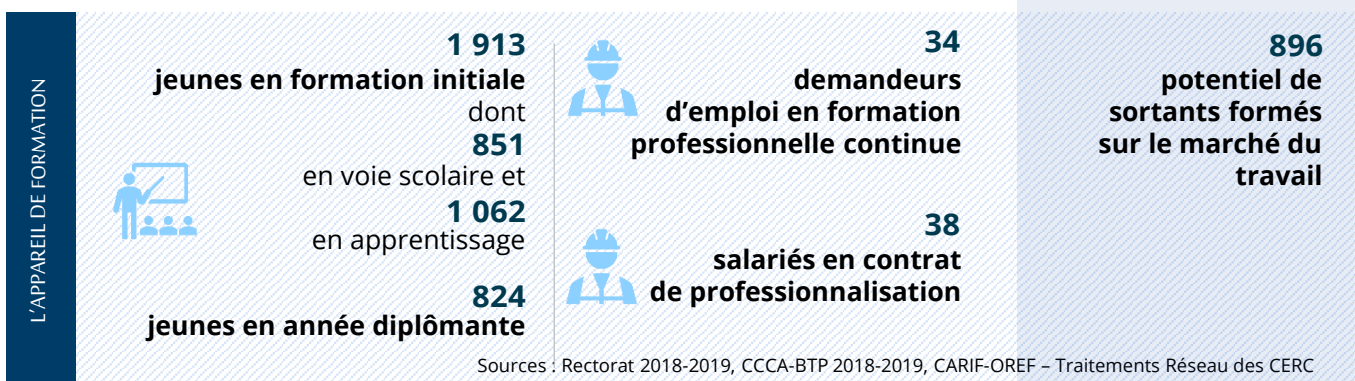 L'APPAREIL DE FORMATION
1 913
jeunes en formation initiale
dont
851
en voie scolaire et
1 062
en apprentissage
824
jeunes en année diplômante
34
demandeurs
d'emploi en formation
professionnelle continue
38
salariés en contrat
de professionnalisation
896
potentiel de
sortants formés
sur le marché du
travail
Sources : Rectorat 2018-2019, CCCA-BTP 2018-2019, CARIF-OREF – Traitements Réseau des CERC